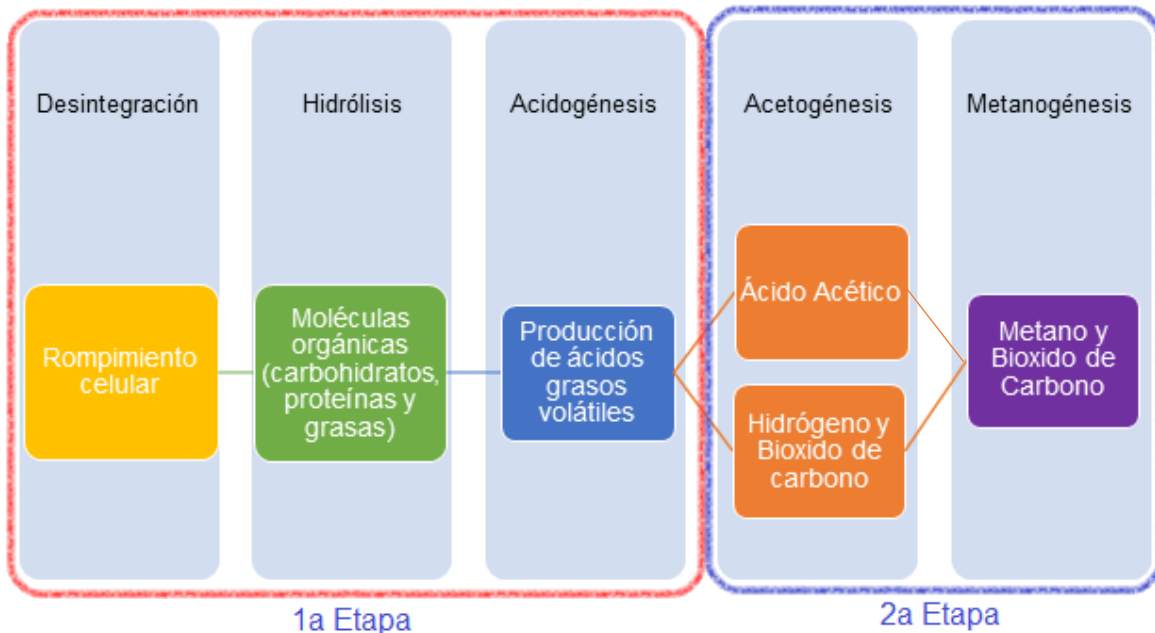 Desintegración
Hidrólisis
Acidogénesis
Acetogénesis
Metanogénesis
Rompimiento
celular
Moléculas
orgánicas
(carbohidratos,
proteínas y
grasas)
Producción
de ácidos
grasos
volátiles
Ácido Acético
Hidrógeno y
Bioxido de
carbono
Metano y
Bioxido de
Carbono
1a Etapa
2a Etapa